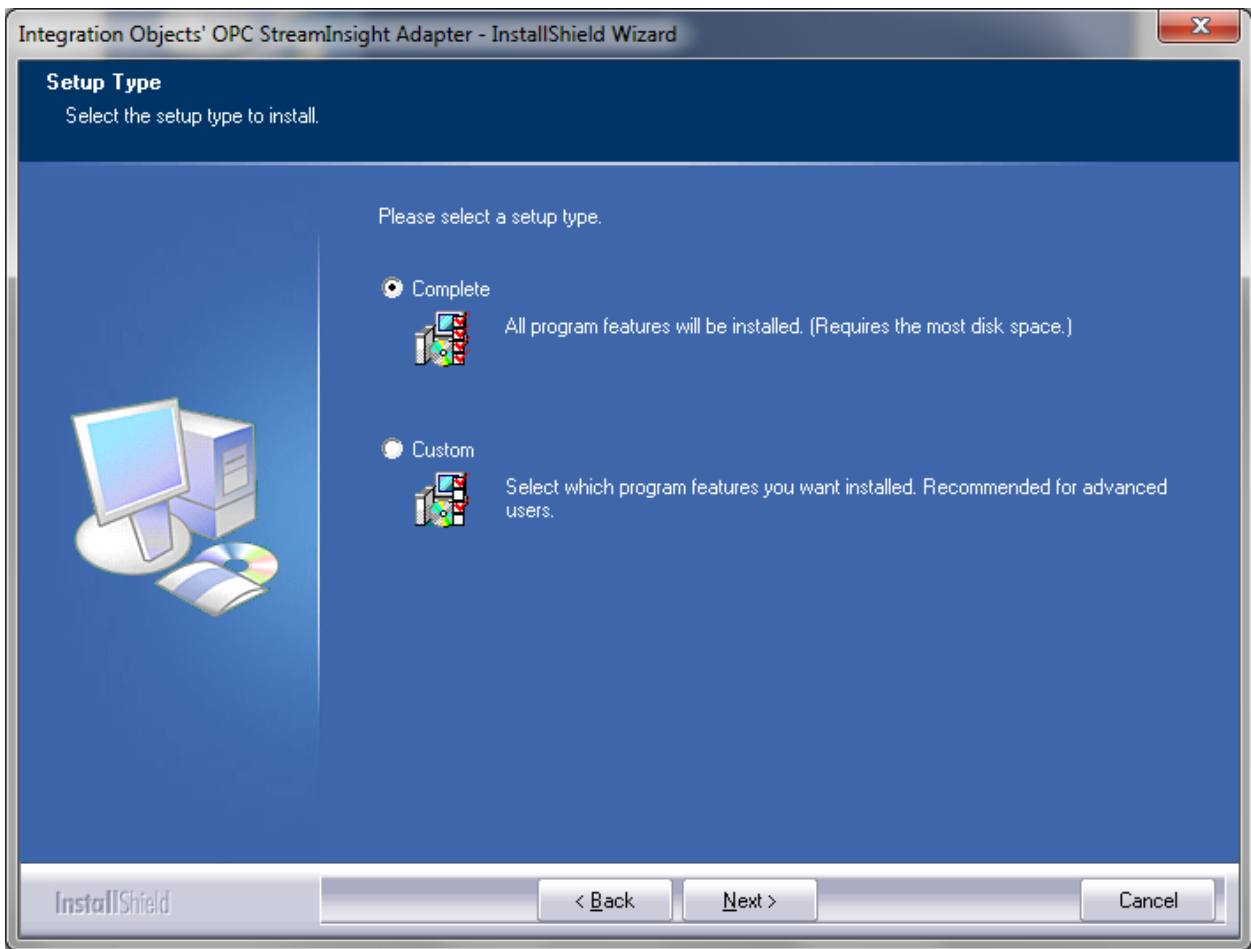 Integration Objects' OPC StreamInsight Adapter - InstallShield Wizard
Setup Type
Select the setup type to install.
Please select a setup type.
Complete
All program features will be installed. (Requires the most disk space.)
Custom
Select which program features you want installed. Recommended for advanced
users.
InstallShield
< Back
Next >
Cancel